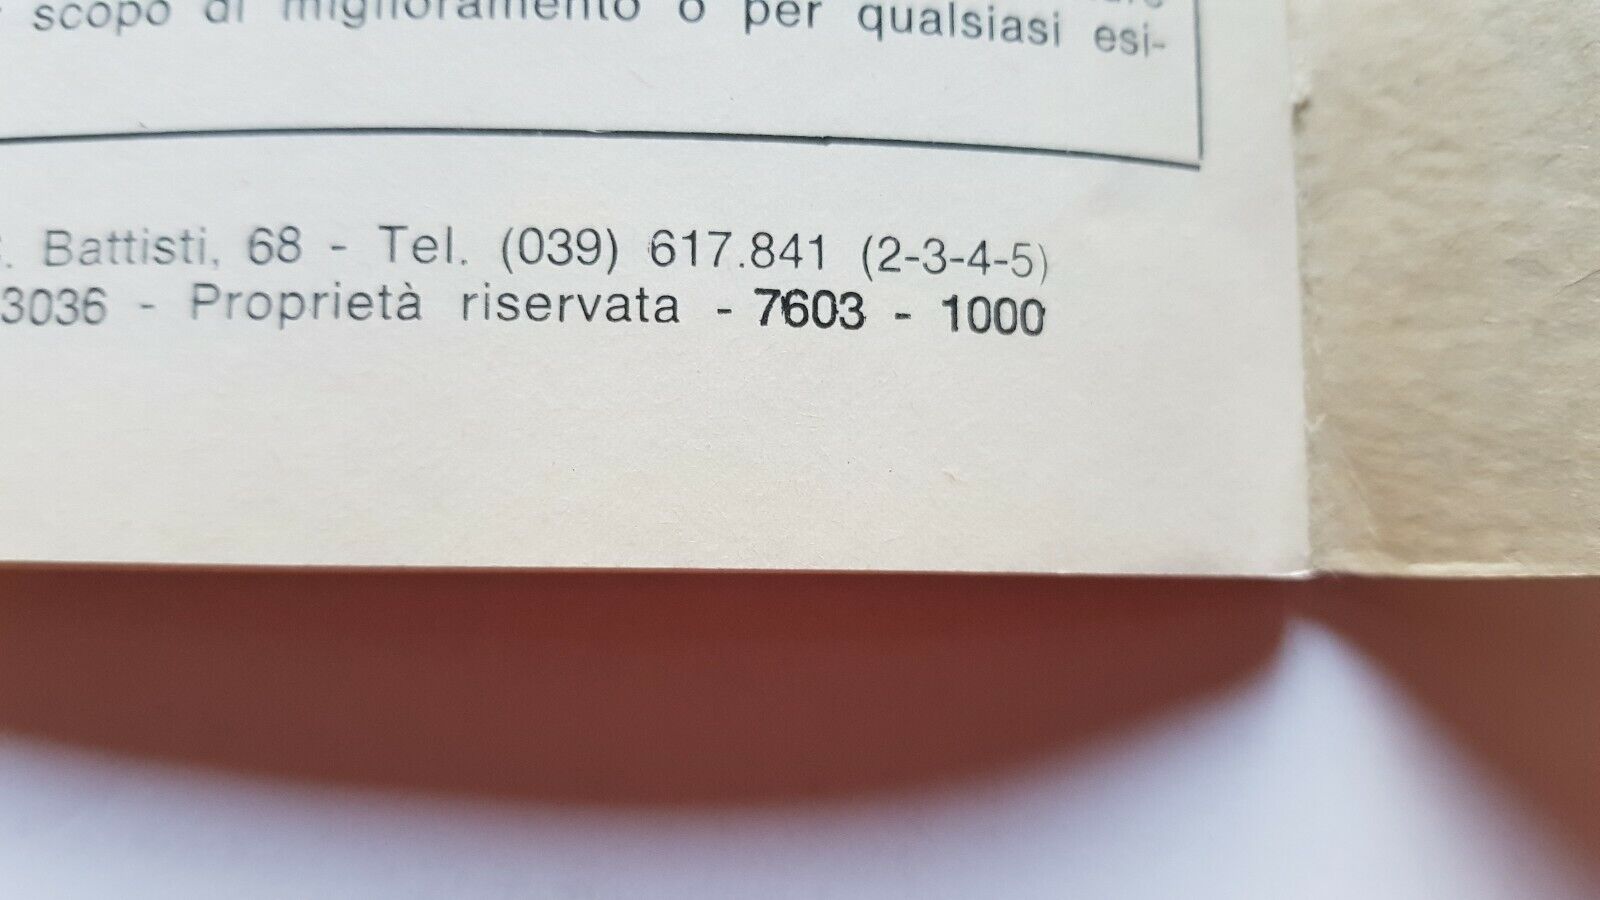 scopo di miglioramento o per qualsiasi esi-
. Battisti, 68 - Tel. (039) 617.841 (2-3-4-5)
3036 - Proprietà riservata - 7603 - 1000